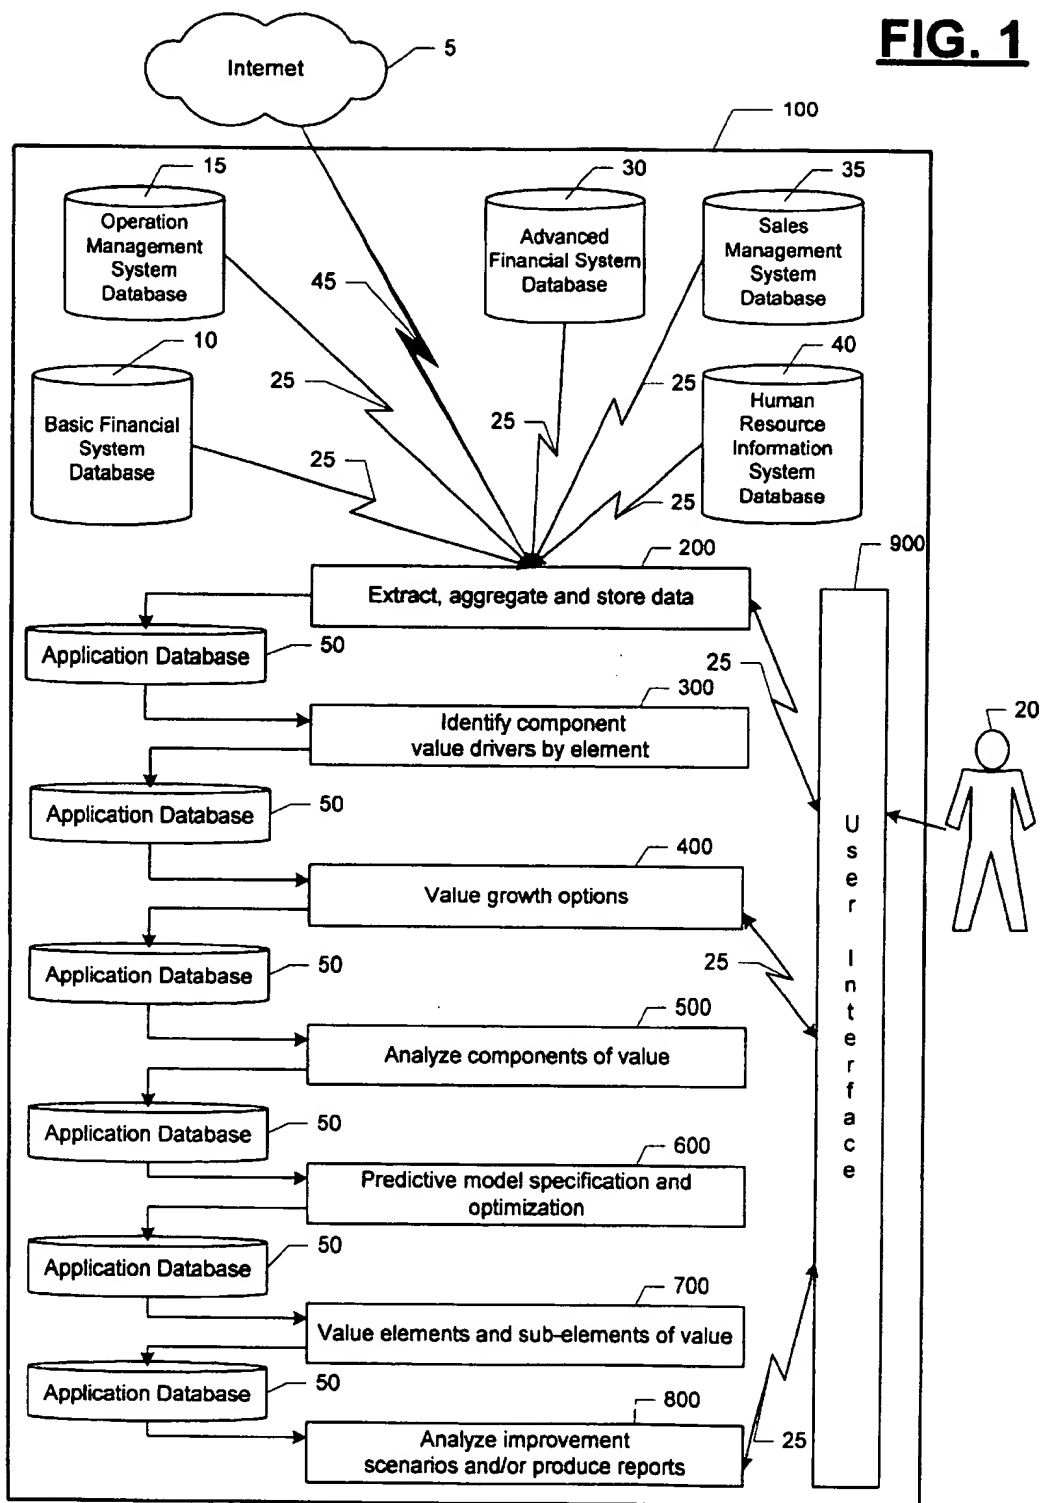 FIG. 1
5
Internet
100
15
30
35
Operation
Management
System
Database
Advanced
Financial System
Database
Sales
Management
System
Database
45
10
40
25
25
25
Basic Financial
System
Database
Human
Resource
Information
System
Database
25
25
200
900
Extract, aggregate and store data
50
Application Database
25
300
Identify component
value drivers by element
20
50
Application Database
400
Value growth options
User Interface
50
Application Database
25
500
Analyze components of value
50
Application Database
600
Predictive model specification and
optimization
50
Application Database
700
Value elements and sub-elements of value
50
Application Database
800
Analyze improvement
scenarios and/or produce reports
25